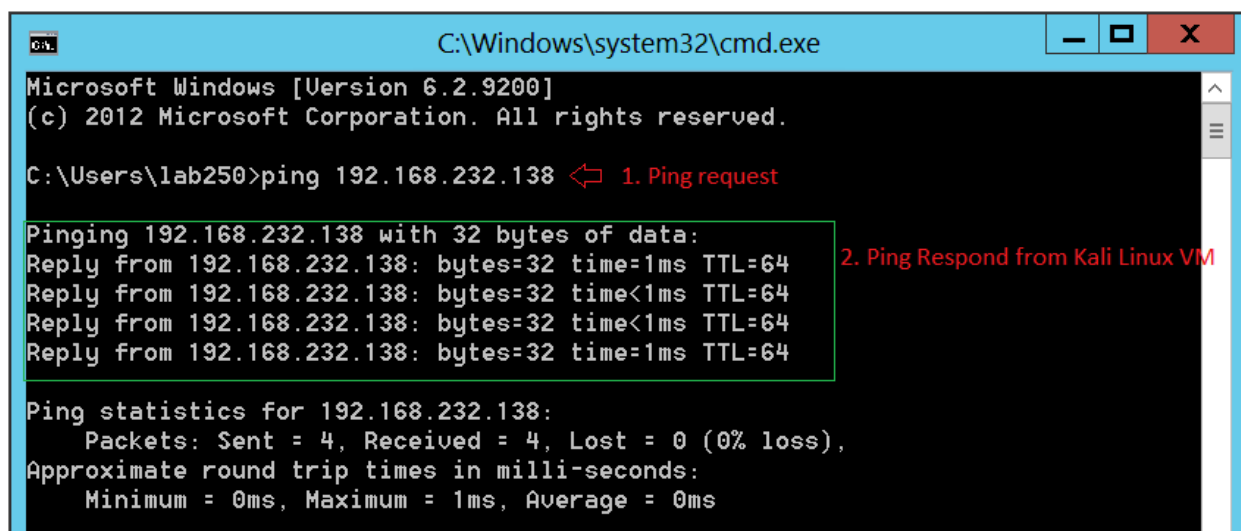 C:\Windows\system32\cmd.exe
Microsoft Windows [Version 6.2.9200]
(c) 2012 Microsoft Corporation. All rights reserved.
C:\Users\lab250>ping 192.168.232.138 1. Ping request
Pinging 192.168.232.138 with 32 bytes of data:
Reply from 192.168.232.138: bytes=32 time=1ms TTL=64 2. Ping Respond from Kali Linux VM
Reply from 192.168.232.138: bytes=32 time<1ms TTL=64
Reply from 192.168.232.138: bytes=32 time<1ms TTL=64
Reply from 192.168.232.138: bytes=32 time=1ms TTL=64
Ping statistics for 192.168.232.138:
Packets: Sent = 4, Received = 4, Lost = 0 (0% loss),
Approximate round trip times in milli-seconds:
Minimum = 0ms, Maximum = 1ms, Average = 0ms